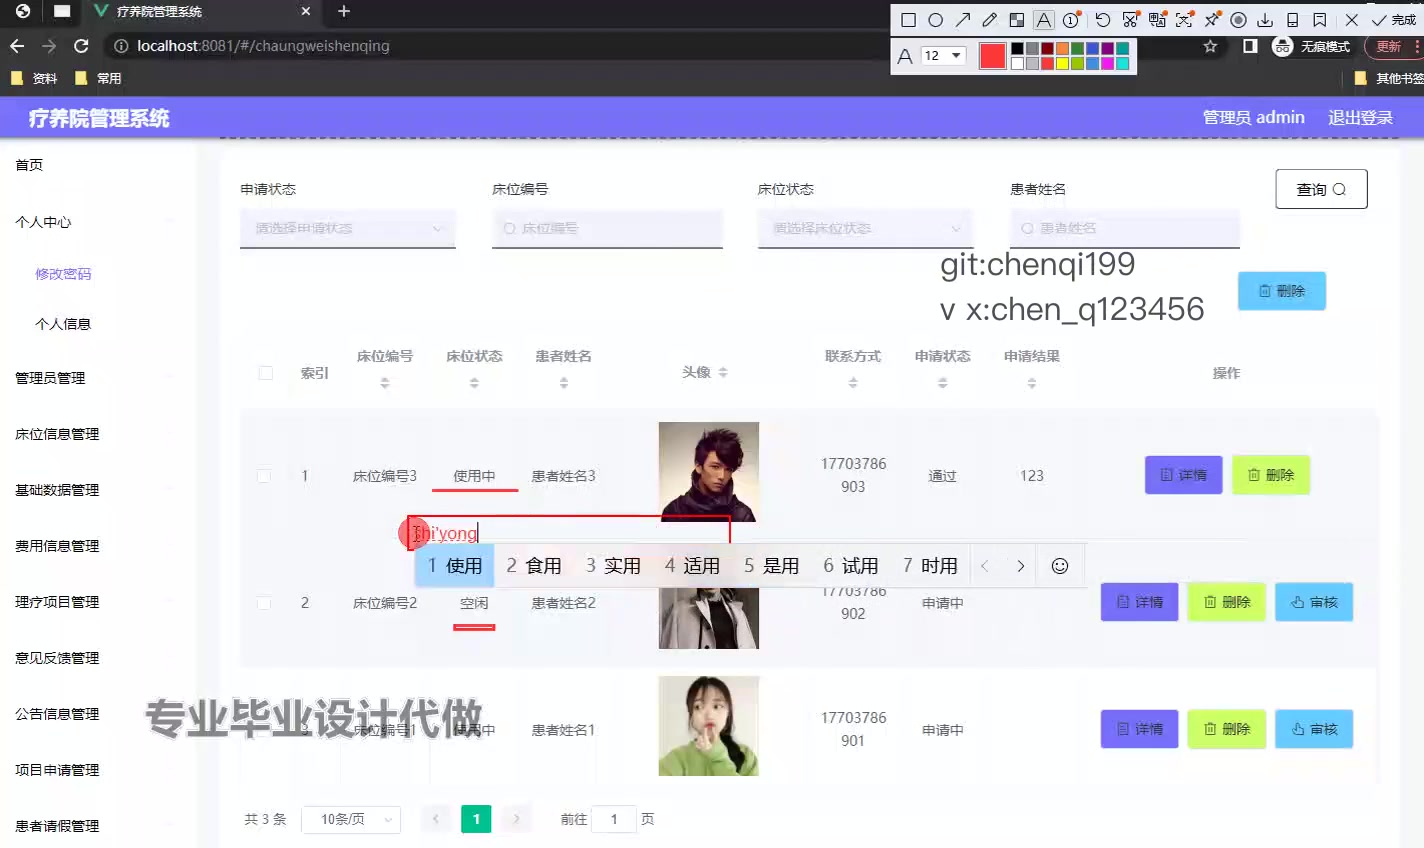 疗养院管理系统
完成
localhost:8081/#/chaungweishenqing
A 12
无痕模式
更新
资料
常用
其他书签
疗养院管理系统
管理员 admin
退出登录
首页
个人中心
修改密码
个人信息
管理员管理
床位信息管理
基础数据管理
费用信息管理
理疗项目管理
意见反馈管理
公告信息管理
项目申请管理
患者请假管理
申请状态
床位编号
床位状态
患者姓名
查询
请选择申请状态
床位编号
请选择床位状态
患者姓名
git:chenqi199
v x:chen_q123456
删除
索引 床位编号 床位状态 患者姓名 头像 联系方式 申请状态 申请结果 操作
1 床位编号3 使用中 患者姓名3 17703786903 通过 123 详情 删除
shi'yong
1 使用 2 食用 3 实用 4 适用 5 是用 6 试用 7 时用
2 床位编号2 空闲 患者姓名2 17703786902 申请中 详情 删除 审核
专业毕业设计代做
3 床位编号1 使用中 患者姓名1 17703786901 申请中 详情 删除 审核
共 3 条 10条/页 1 前往 1 页